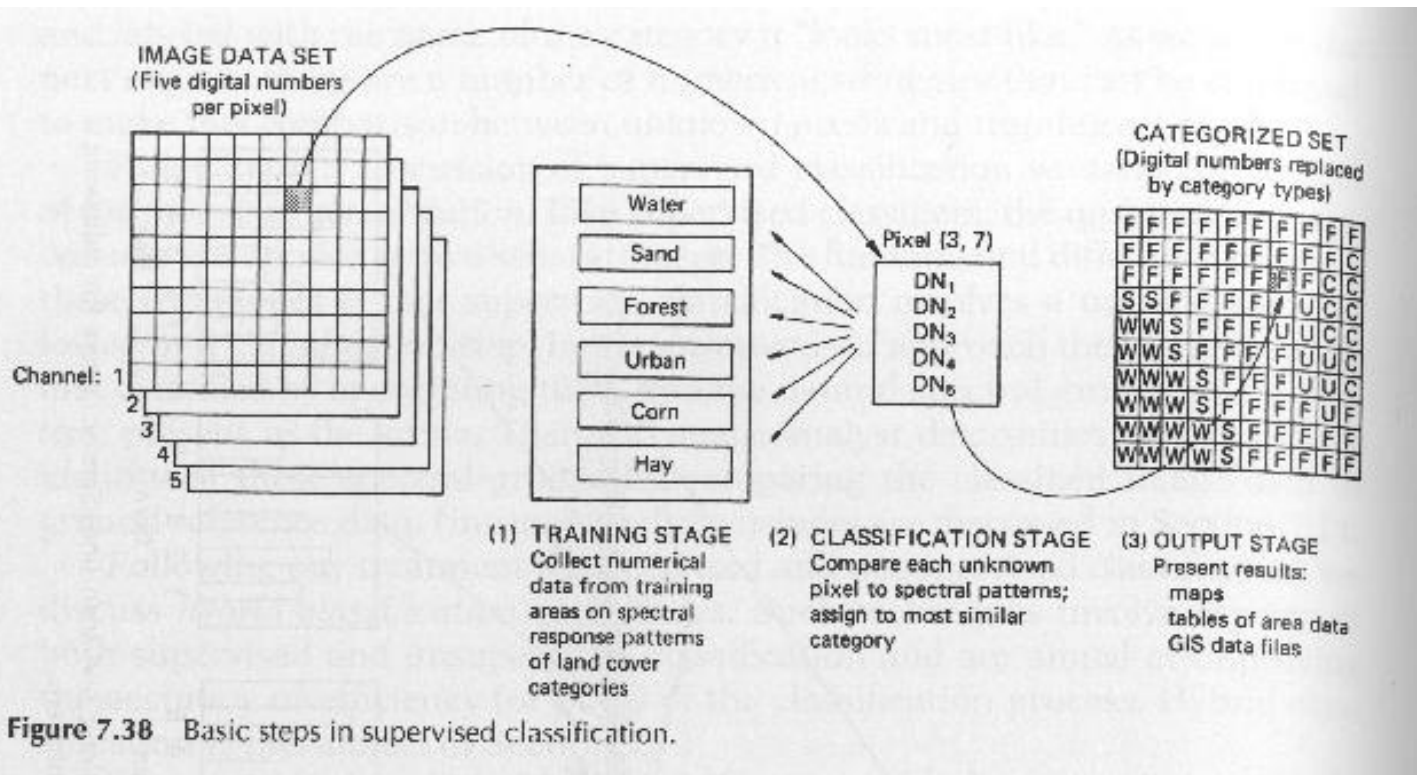 IMAGE DATA SET
(Five digital numbers
per pixel)
Channel: 1
2
3
4
5
Water
Sand
Forest
Urban
Corn
Hay
Pixel (3, 7)
DN1
DN2
DN3
DN4
DN5
CATEGORIZED SET
(Digital numbers replaced
by category types)
F F F F F F F F F F
F F F F F F F F F C
F F F F F F F F C C
S S F F F F F U C C
W W S F F F U U C C
W W S F F F F U U C
W W W S F F F U U C
W W W S F F F F U F
W W W W S F F F F F
W W W W S F F F F F
(1) TRAINING STAGE
Collect numerical
data from training
areas on spectral
response patterns
of land cover
categories
(2) CLASSIFICATION STAGE
Compare each unknown
pixel to spectral patterns;
assign to most similar
category
(3) OUTPUT STAGE
Present results:
maps
tables of area data
GIS data files
Figure 7.38 Basic steps in supervised classification.